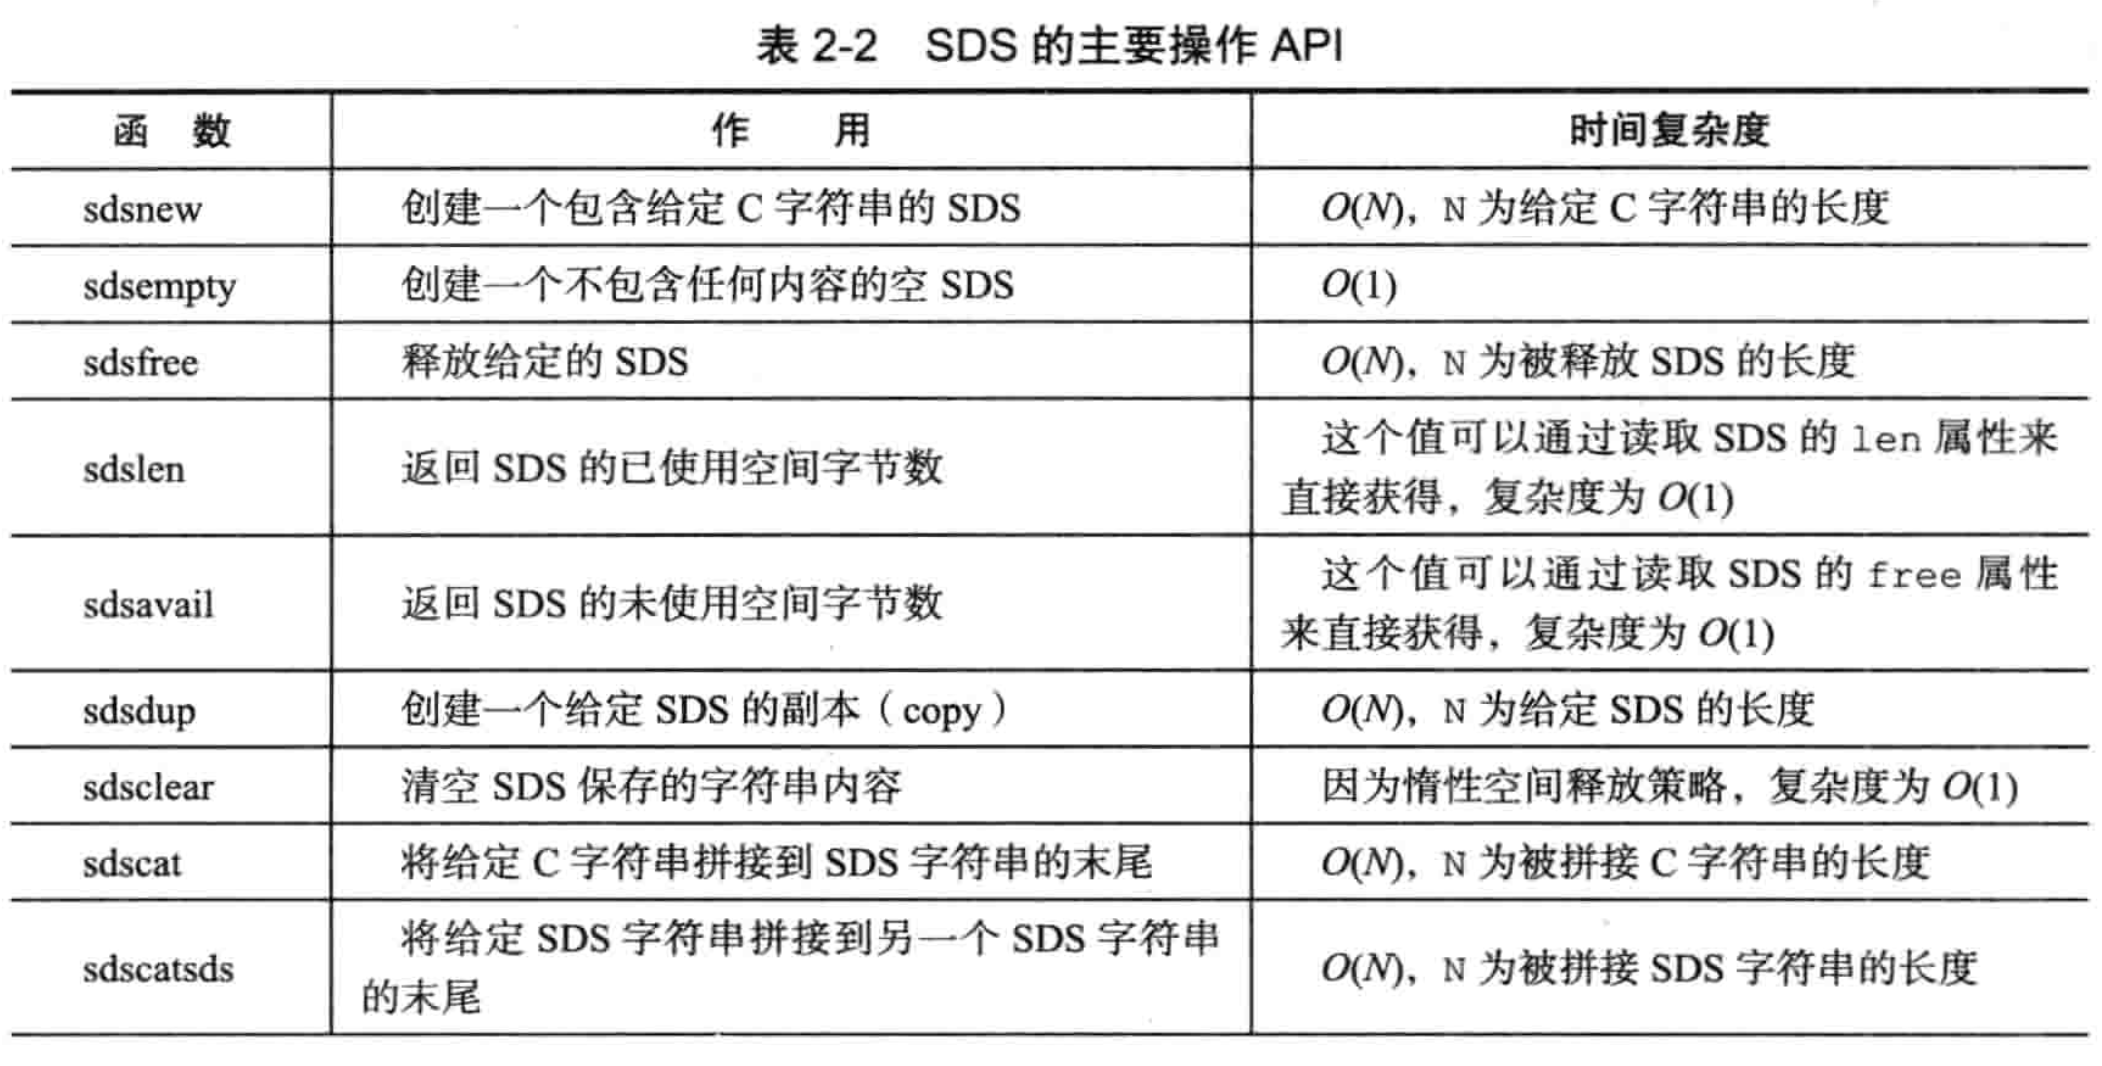 表 2-2 SDS 的主要操作 API
函 数 作 用 时间复杂度
sdsnew 创建一个包含给定 C 字符串的 SDS O(N)，N 为给定 C 字符串的长度
sdsempty 创建一个不包含任何内容的空 SDS O(1)
sdsfree 释放给定的 SDS O(N)，N 为被释放 SDS 的长度
sdslen 返回 SDS 的已使用空间字节数 这个值可以通过读取 SDS 的 len 属性来
直接获得，复杂度为 O(1)
sdsavail 返回 SDS 的未使用空间字节数 这个值可以通过读取 SDS 的 free 属性
来直接获得，复杂度为 O(1)
sdsdup 创建一个给定 SDS 的副本（copy） O(N)，N 为给定 SDS 的长度
sdsclear 清空 SDS 保存的字符串内容 因为惰性空间释放策略，复杂度为 O(1)
sdscat 将给定 C 字符串拼接到 SDS 字符串的末尾 O(N)，N 为被拼接 C 字符串的长度
sdscatsds 将给定 SDS 字符串拼接到另一个 SDS 字符串
的末尾 O(N)，N 为被拼接 SDS 字符串的长度